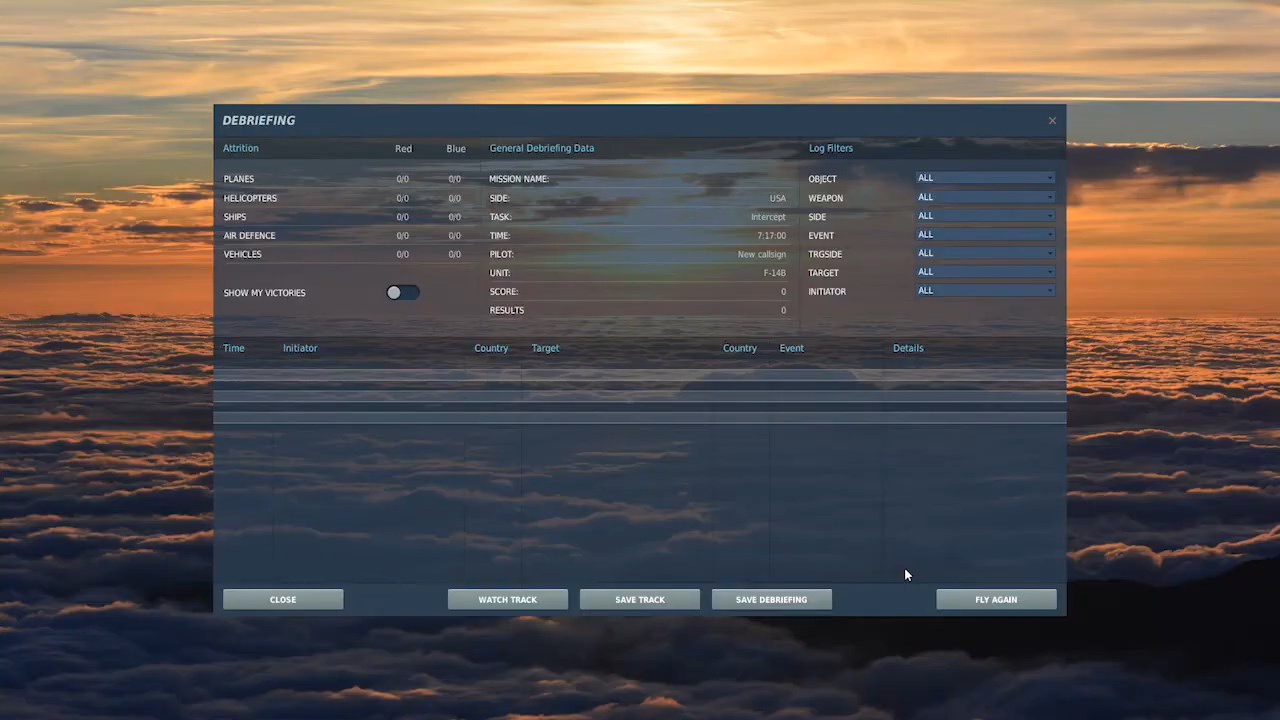 DEBRIEFING
Attrition Red Blue General Debriefing Data Log Filters
PLANES 0/0 0/0 MISSION NAME: OBJECT ALL
HELICOPTERS 0/0 0/0 SIDE: USA WEAPON ALL
SHIPS 0/0 0/0 TASK: Intercept SIDE ALL
AIR DEFENCE 0/0 0/0 TIME: 7:17:00 EVENT ALL
VEHICLES 0/0 0/0 PILOT: New callsign TRGSIDE ALL
UNIT: F-14B TARGET ALL
SHOW MY VICTORIES SCORE: 0 INITIATOR ALL
RESULTS 0
Time Initiator Country Target Country Event Details
CLOSE WATCH TRACK SAVE TRACK SAVE DEBRIEFING FLY AGAIN